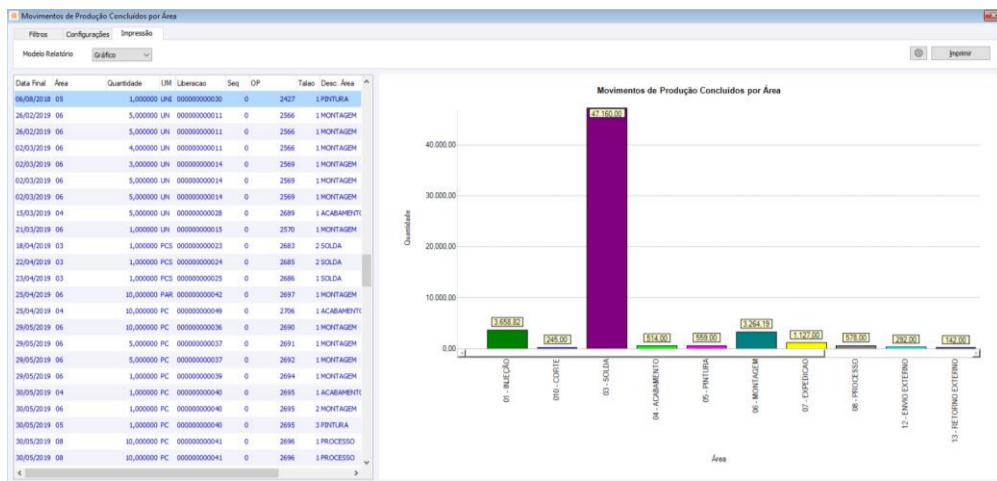 Movimentos de Produção Concluídos por Área
Filtros Configurações Impressão
Modelo Relatório Gráfico Imprimir
Data Final Área Quantidade UM Liberacao Seq OP Talao Desc. Área
06/08/2018 05 1,000000 UNI 000000000030 0 2427 1 PINTURA
26/02/2019 06 5,000000 UN 000000000011 0 2566 1 MONTAGEM
26/02/2019 06 5,000000 UN 000000000011 0 2566 1 MONTAGEM
02/03/2019 06 4,000000 UN 000000000011 0 2566 1 MONTAGEM
02/03/2019 06 3,000000 UN 000000000014 0 2569 1 MONTAGEM
02/03/2019 06 5,000000 UN 000000000014 0 2569 1 MONTAGEM
02/03/2019 06 5,000000 UN 000000000014 0 2569 1 MONTAGEM
15/03/2019 04 5,000000 UN 000000000028 0 2689 1 ACABAMENTO
21/03/2019 06 1,000000 UN 000000000015 0 2570 1 MONTAGEM
18/04/2019 03 1,000000 PCS 000000000023 0 2683 2 SOLDA
22/04/2019 03 1,000000 PCS 000000000024 0 2685 2 SOLDA
23/04/2019 03 1,000000 PCS 000000000025 0 2686 1 SOLDA
25/04/2019 06 10,000000 PAR 000000000042 0 2697 1 MONTAGEM
25/04/2019 04 10,000000 PC 000000000049 0 2706 1 ACABAMENTO
29/05/2019 06 10,000000 PC 000000000036 0 2690 1 MONTAGEM
29/05/2019 06 5,000000 PC 000000000037 0 2691 1 MONTAGEM
29/05/2019 06 5,000000 PC 000000000037 0 2692 1 MONTAGEM
29/05/2019 06 1,000000 PC 000000000039 0 2694 1 MONTAGEM
30/05/2019 04 1,000000 PC 000000000040 0 2695 1 ACABAMENTO
30/05/2019 06 1,000000 PC 000000000040 0 2695 2 MONTAGEM
30/05/2019 05 1,000000 PC 000000000040 0 2695 3 PINTURA
30/05/2019 08 10,000000 PC 000000000041 0 2696 1 PROCESSO
30/05/2019 08 10,000000 PC 000000000041 0 2696 1 PROCESSO
Movimentos de Produção Concluídos por Área
Quantidade
40.000,00
30.000,00
20.000,00
10.000,00
0,00
3.658,82
245,00
47.160,00
514,00
559,00
3.264,19
1.127,00
578,00
292,00
142,00
01 - INJEÇÃO
010 - CORTE
03 - SOLDA
04 - ACABAMENTO
05 - PINTURA
06 - MONTAGEM
07 - EXPEDICAO
08 - PROCESSO
12 - ENVIO EXTERNO
13 - RETORNO EXTERNO
Área